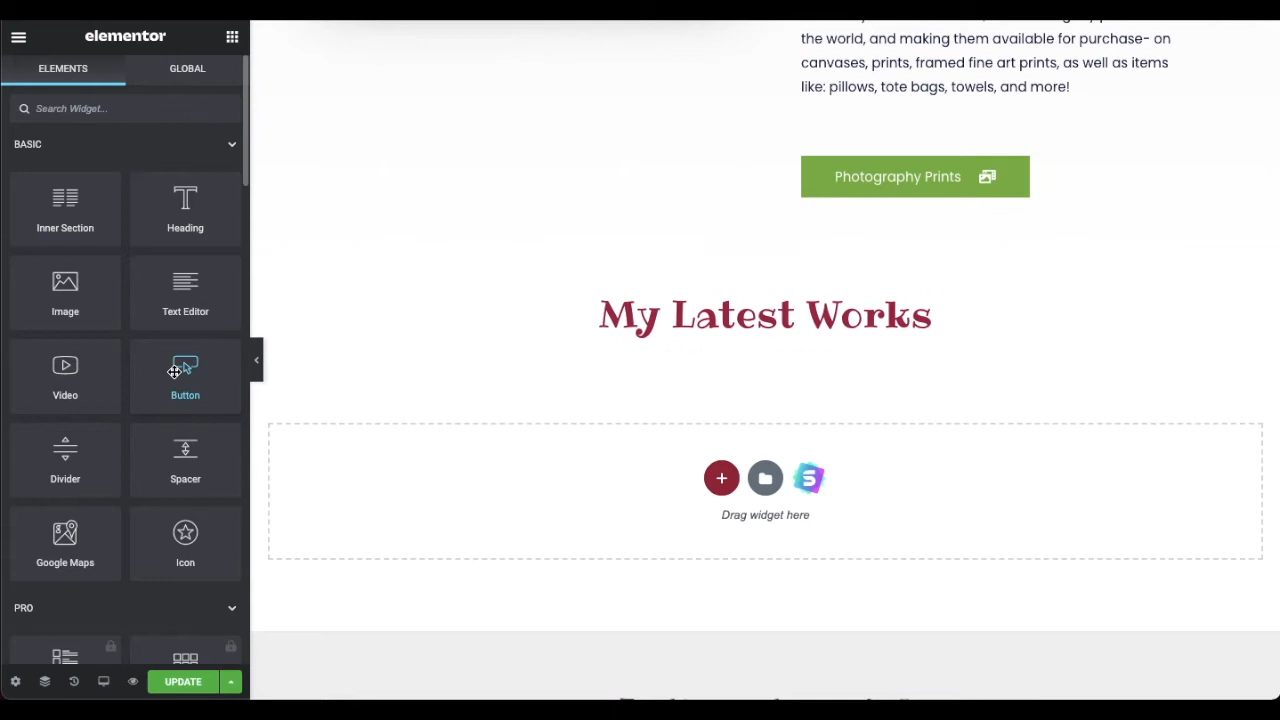 elementor
ELEMENTS
GLOBAL
Search Widget...
BASIC
Inner Section
Heading
Image
Text Editor
Video
Button
Divider
Spacer
Google Maps
Icon
PRO
UPDATE
the world, and making them available for purchase- on
canvases, prints, framed fine art prints, as well as items
like: pillows, tote bags, towels, and more!
Photography Prints
My Latest Works
Drag widget here